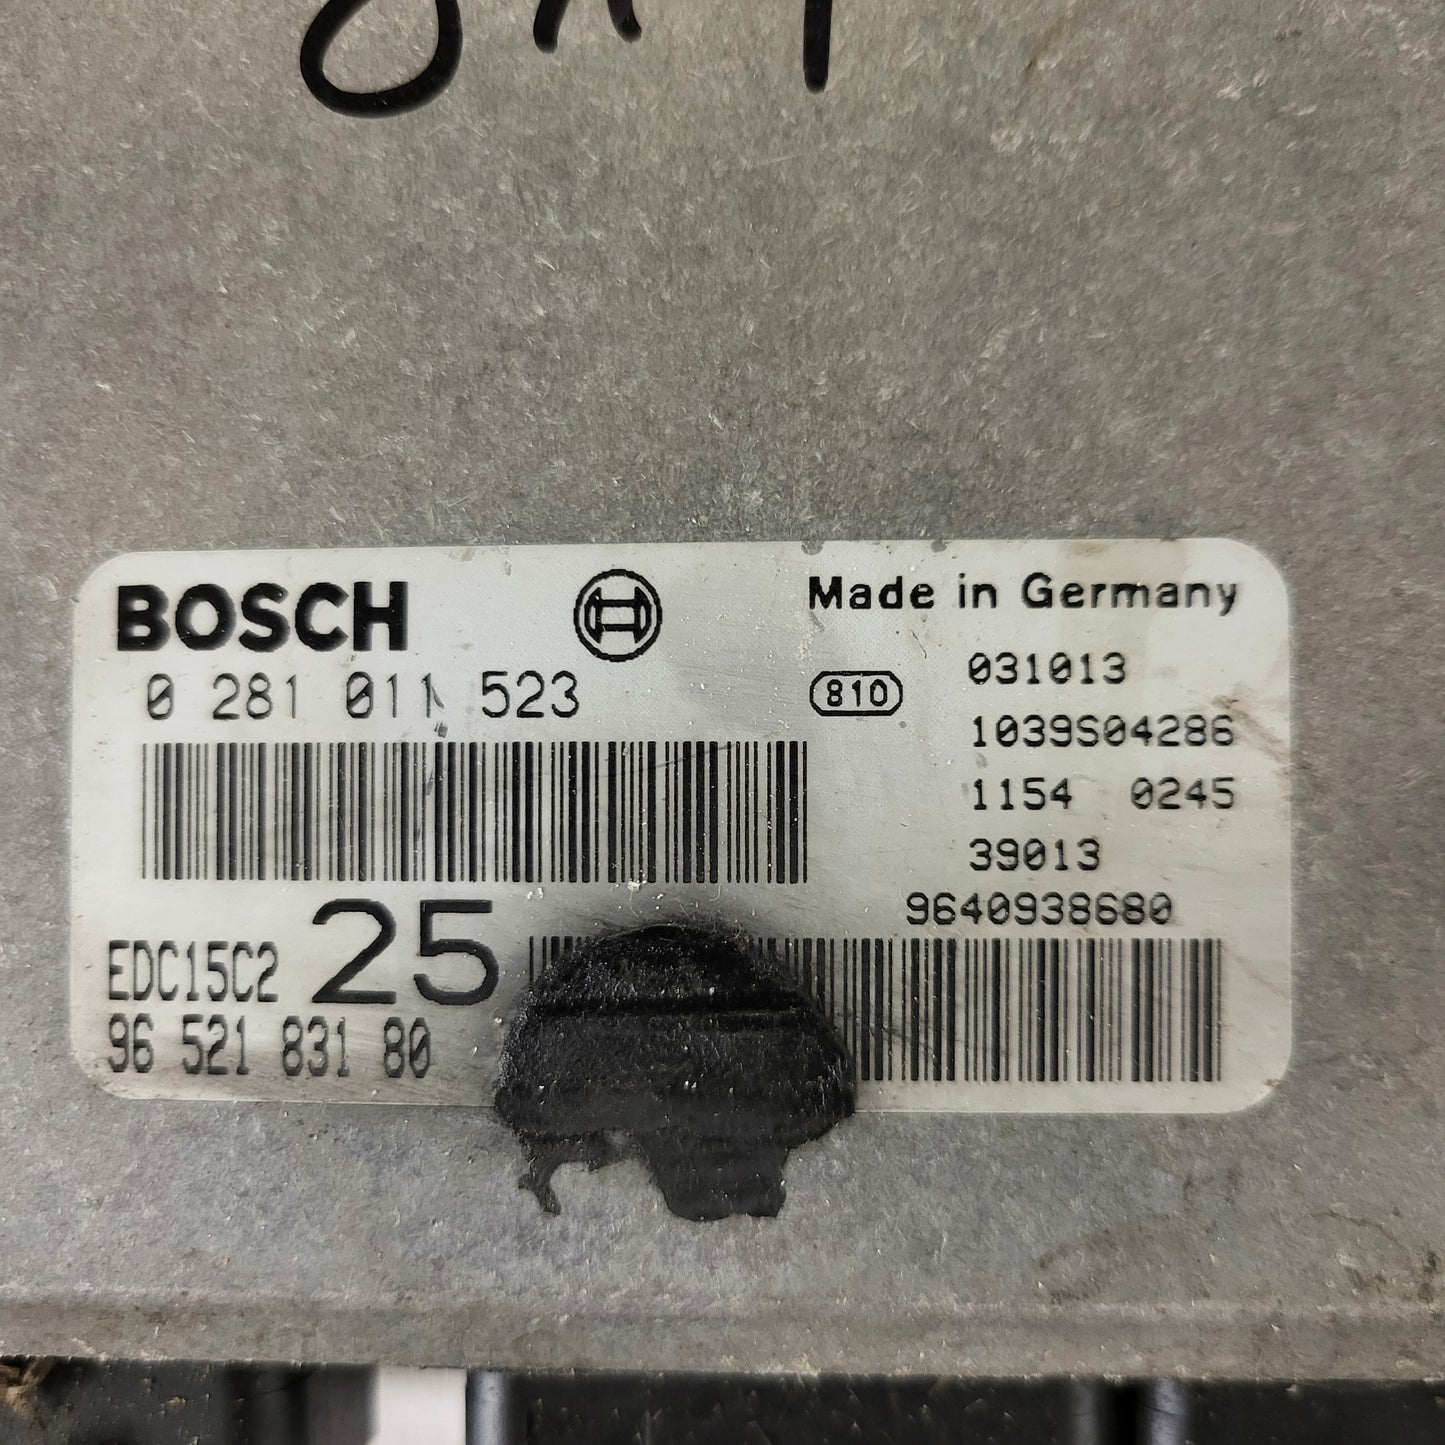 BOSCH
Made in Germany
0 281 011 523
810
031013
1039S04286
1154 0245
39013
9640938680
EDC15C2 25
96 521 831 80